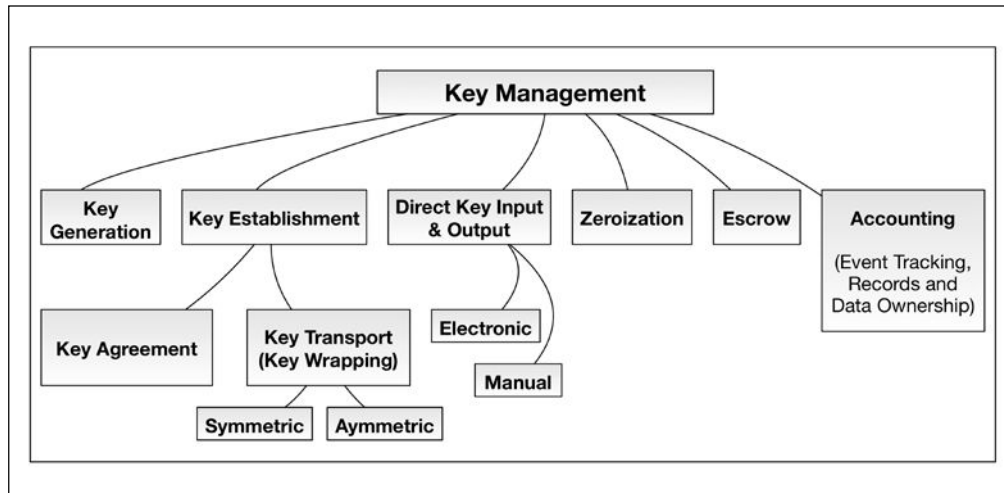 Key Management
Key
Generation
Key Establishment
Direct Key Input
& Output
Zeroization
Escrow
Accounting
(Event Tracking,
Records and
Data Ownership)
Key Agreement
Key Transport
(Key Wrapping)
Electronic
Manual
Symmetric
Aymmetric